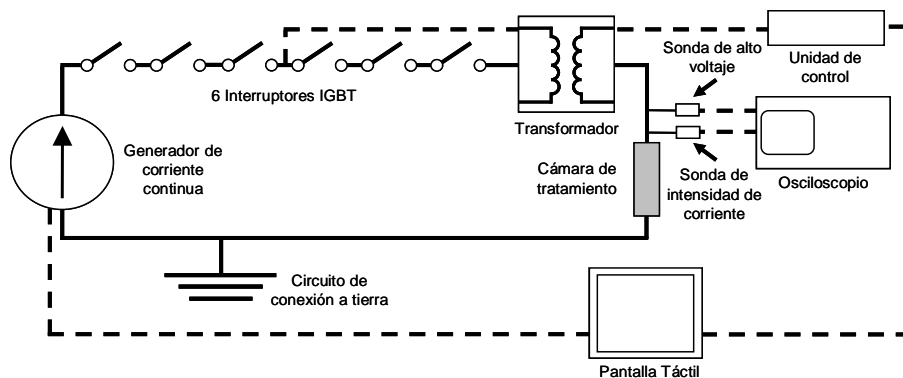 Sonda de alto
voltaje
Unidad de
control
6 Interruptores IGBT
Transformador
Generador de
corriente
continua
Cámara de
tratamiento
Sonda de
intensidad de
corriente
Osciloscopio
Circuito de
conexión a tierra
Pantalla Táctil